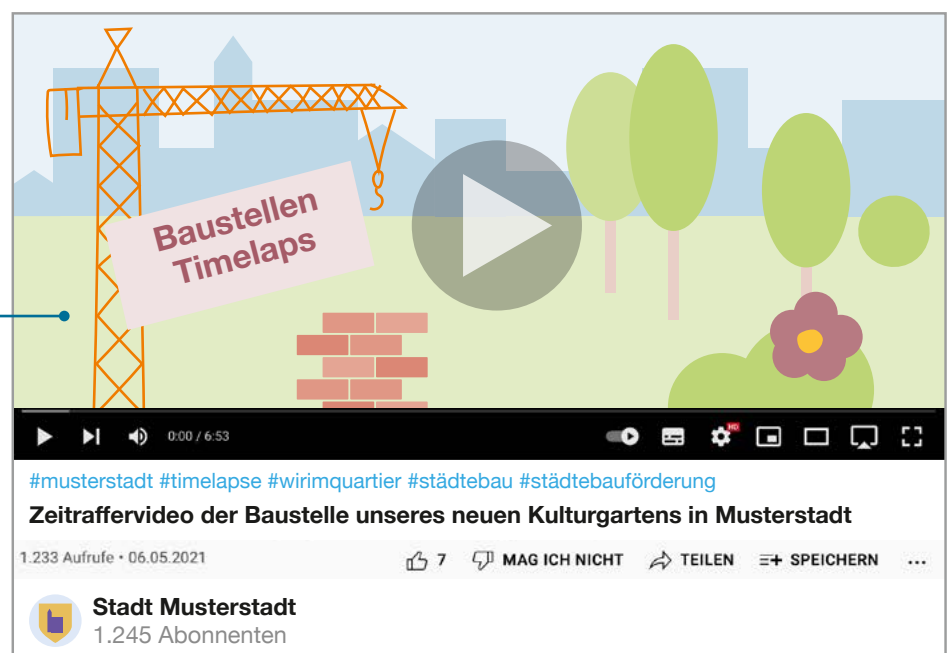 Baustellen
Timelaps
0:00 / 6:53
HD
#musterstadt #timelapse #wirimquartier #städtebau #städtebauförderung
Zeitraffervideo der Baustelle unseres neuen Kulturgartens in Musterstadt
1.233 Aufrufe • 06.05.2021 7 MAG ICH NICHT TEILEN SPEICHERN ...
Stadt Musterstadt
1.245 Abonnenten